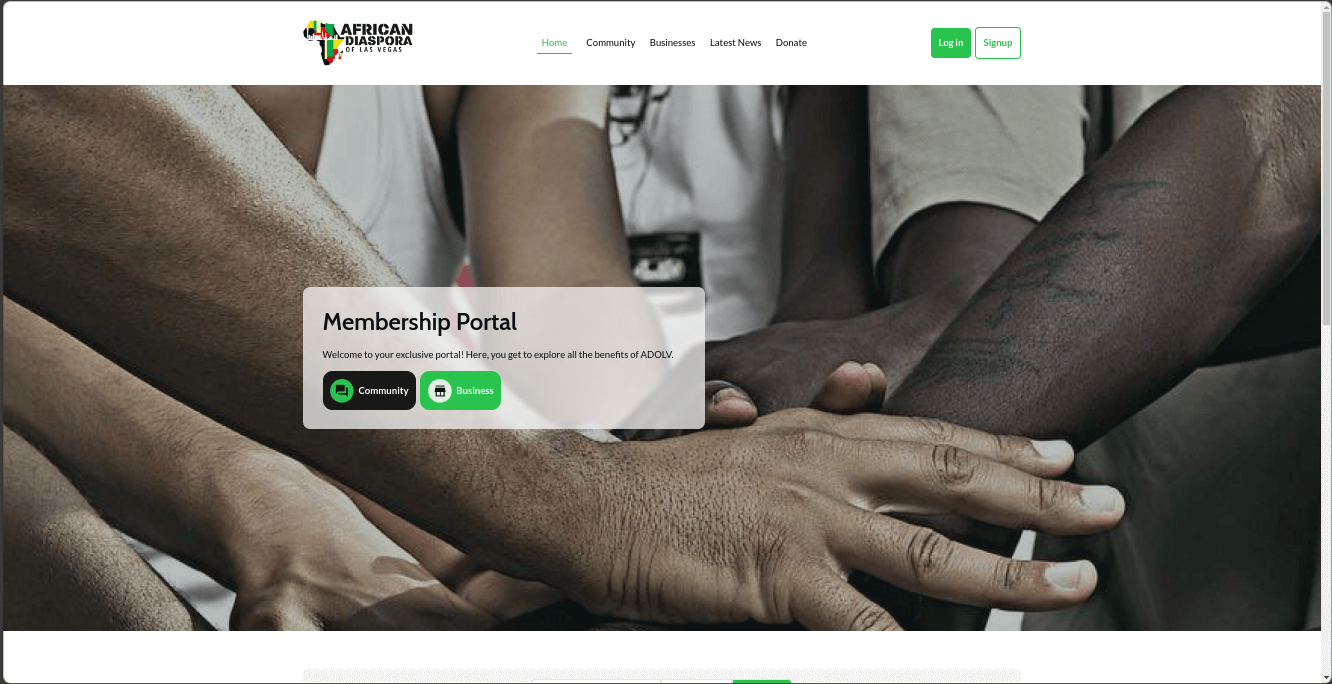 AFRICAN
DIASPORA
OF LAS VEGAS
Home Community Businesses Latest News Donate
Log in Signup
Membership Portal
Welcome to your exclusive portal! Here, you get to explore all the benefits of ADOLV.
Community Business